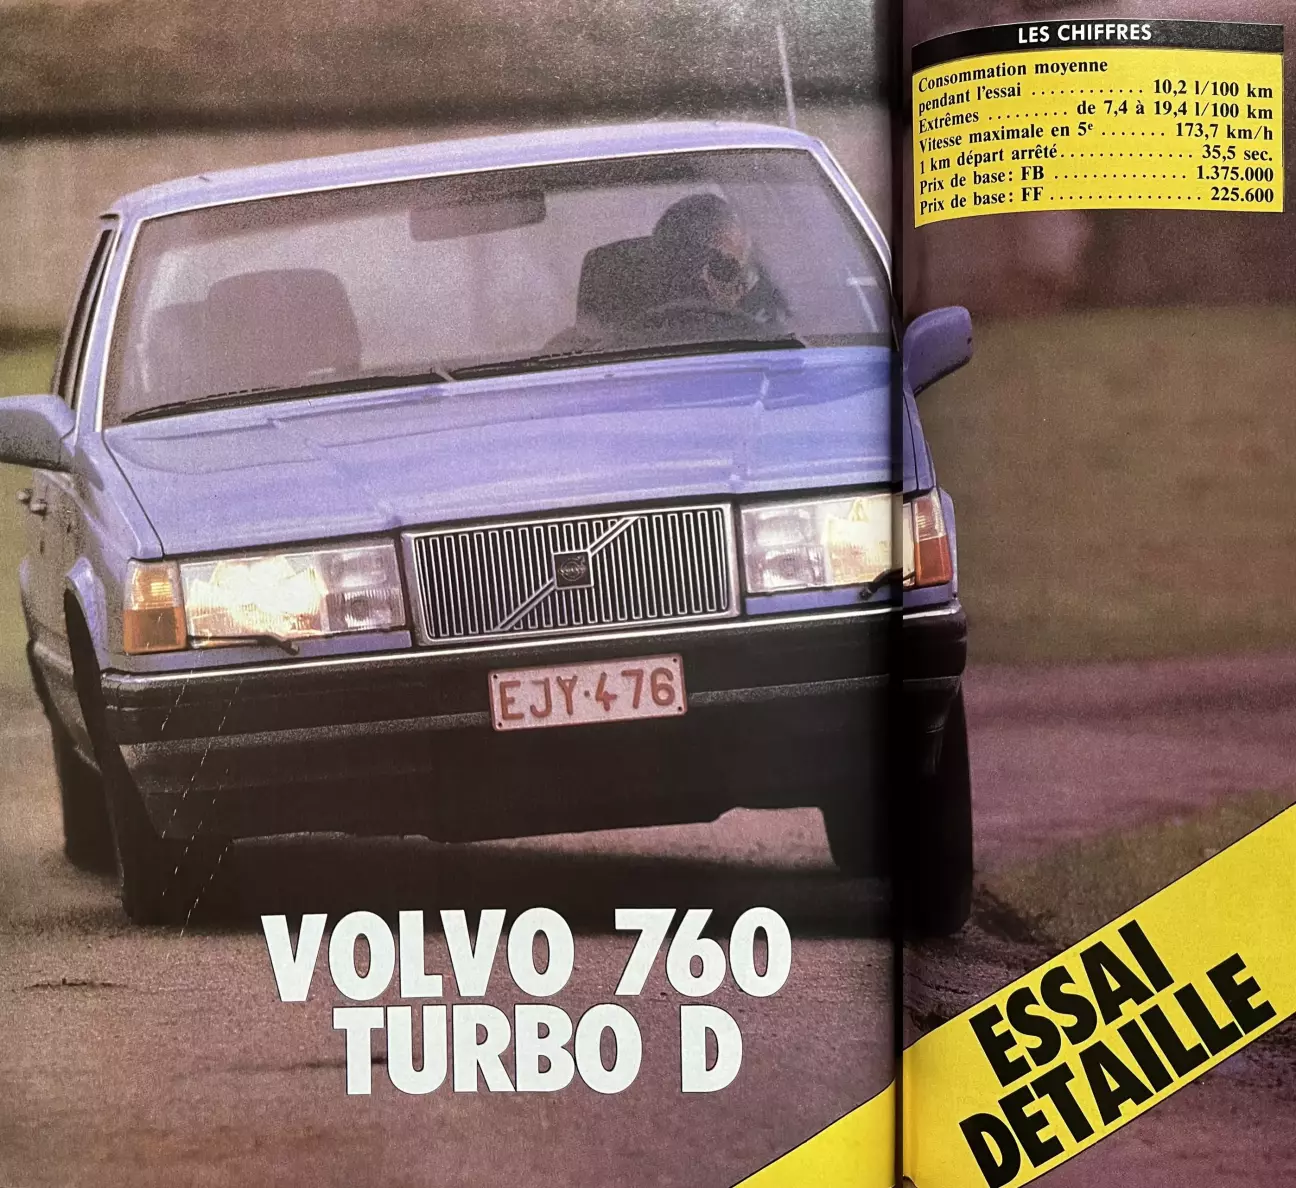 LES CHIFFRES
Consommation moyenne
pendant l'essai ............ 10,2 l/100 km
Extrêmes ......... de 7,4 à 19,4 l/100 km
Vitesse maximale en 5e ....... 173,7 km/h
1 km départ arrêté.............. 35,5 sec.
Prix de base: FB .............. 1.375.000
Prix de base: FF ................ 225.600
EJY·476
VOLVO 760
TURBO D
ESSAI
DETAILLE